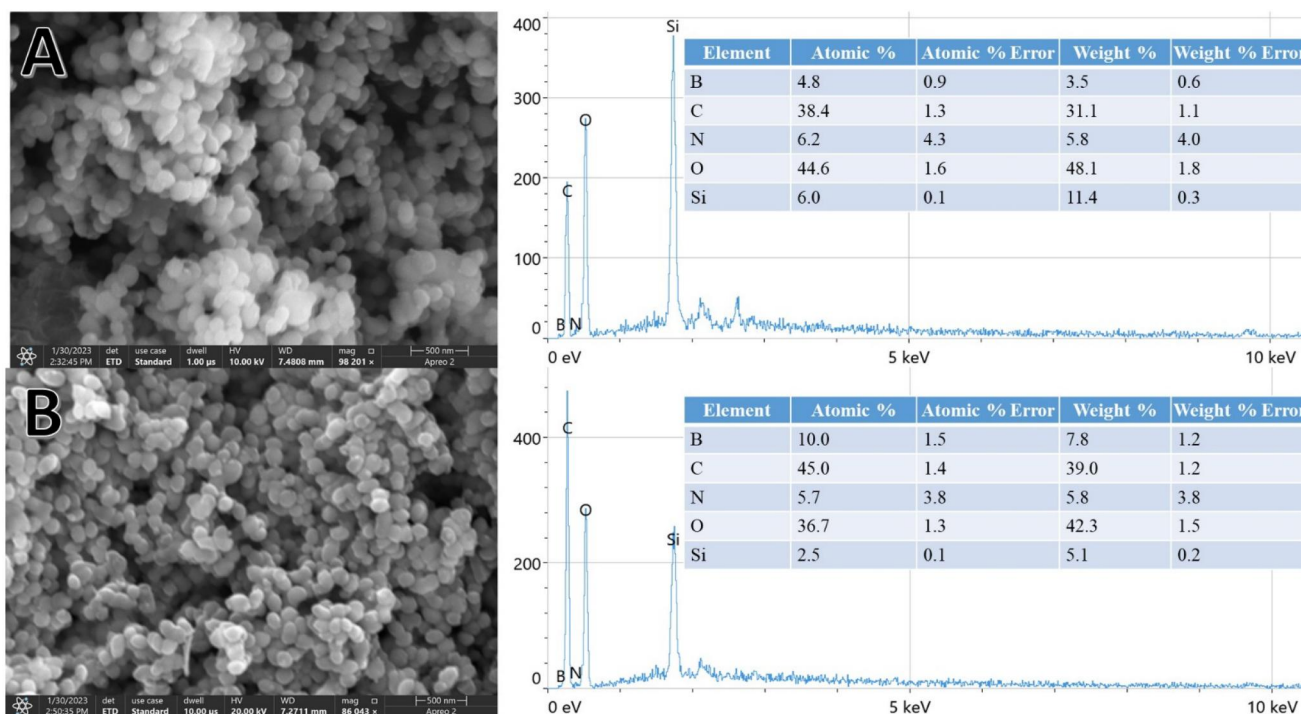 A
1/30/2023 det use case dwell HV WD mag □ 500 nm
2:32:45 PM ETD Standard 1.00 µs 10.00 kV 7.4808 mm 98 201 × Apreo 2
400
300
200
100
0
Si
O
C
B N
0 eV 5 keV 10 keV
Element Atomic % Atomic % Error Weight % Weight % Error
B 4.8 0.9 3.5 0.6
C 38.4 1.3 31.1 1.1
N 6.2 4.3 5.8 4.0
O 44.6 1.6 48.1 1.8
Si 6.0 0.1 11.4 0.3
B
1/30/2023 det use case dwell HV WD mag □ 500 nm
2:50:35 PM ETD Standard 10.00 µs 20.00 kV 7.2711 mm 86 043 × Apreo 2
400
200
0
C
O
Si
B N
0 eV 5 keV 10 keV
Element Atomic % Atomic % Error Weight % Weight % Error
B 10.0 1.5 7.8 1.2
C 45.0 1.4 39.0 1.2
N 5.7 3.8 5.8 3.8
O 36.7 1.3 42.3 1.5
Si 2.5 0.1 5.1 0.2